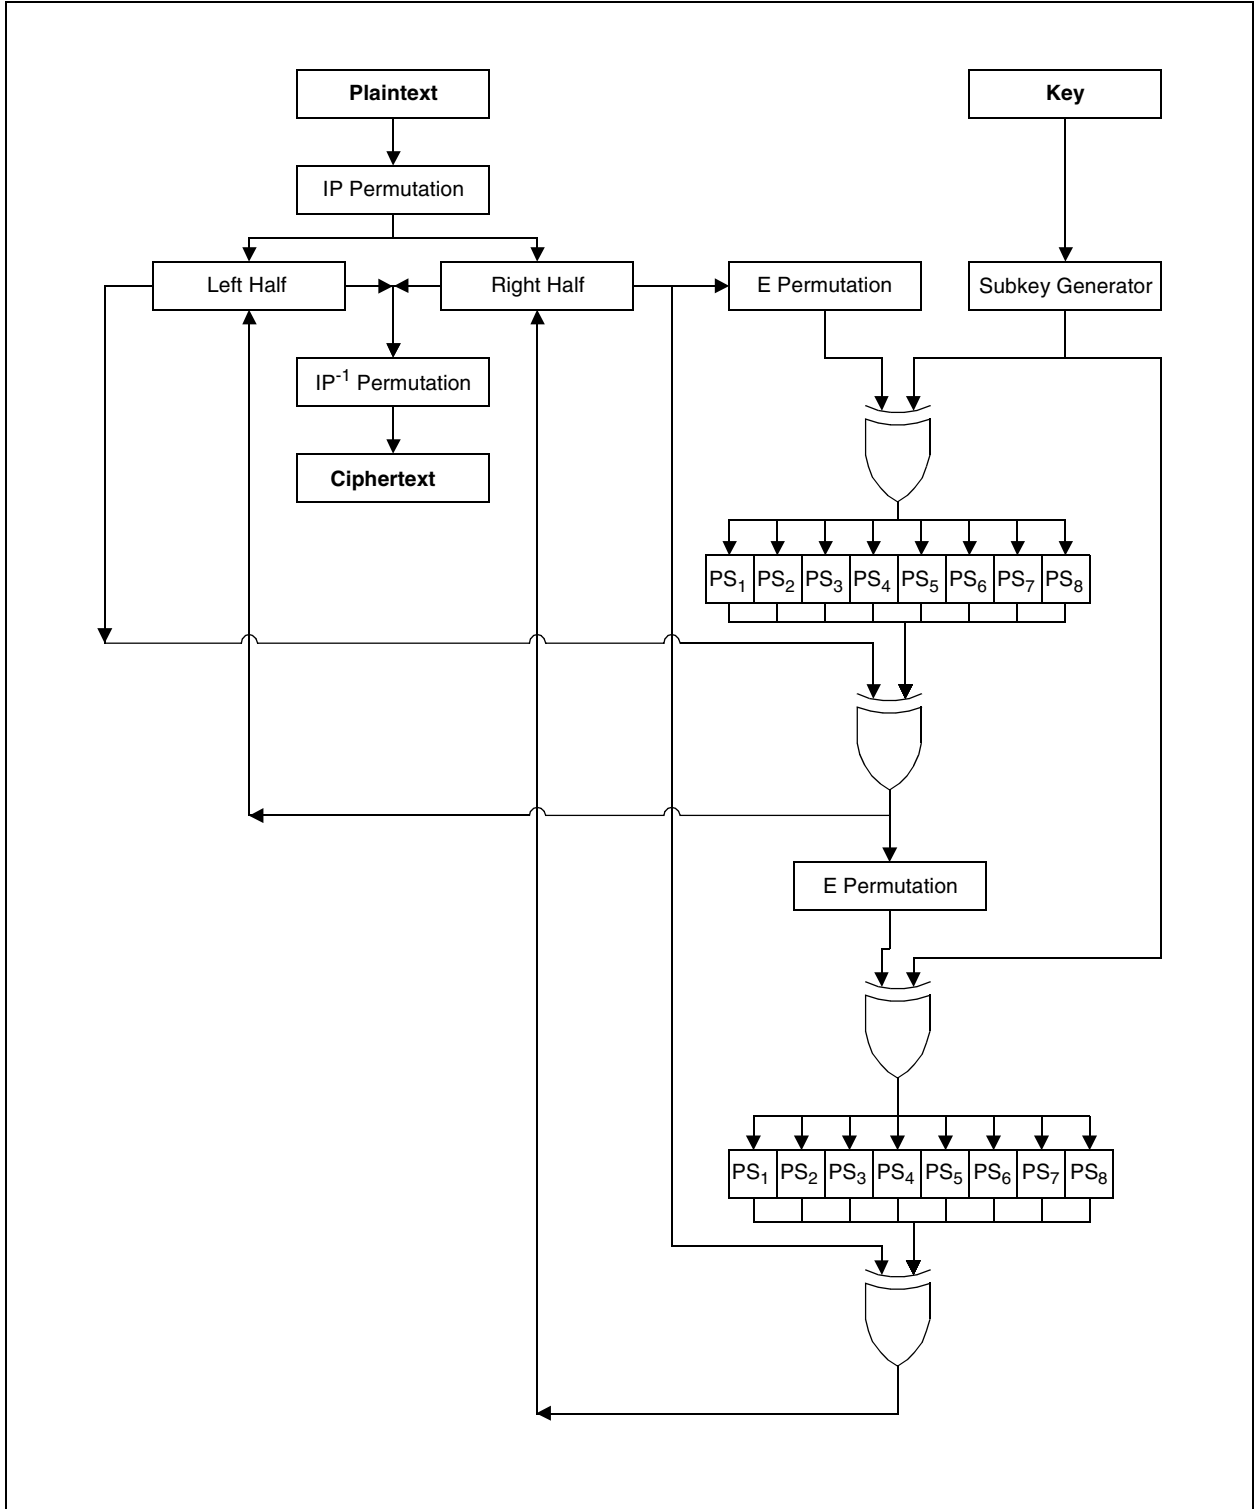 Plaintext
Key
IP Permutation
Left Half
Right Half
E Permutation
Subkey Generator
IP⁻¹ Permutation
Ciphertext
PS₁ PS₂ PS₃ PS₄ PS₅ PS₆ PS₇ PS₈
E Permutation
PS₁ PS₂ PS₃ PS₄ PS₅ PS₆ PS₇ PS₈